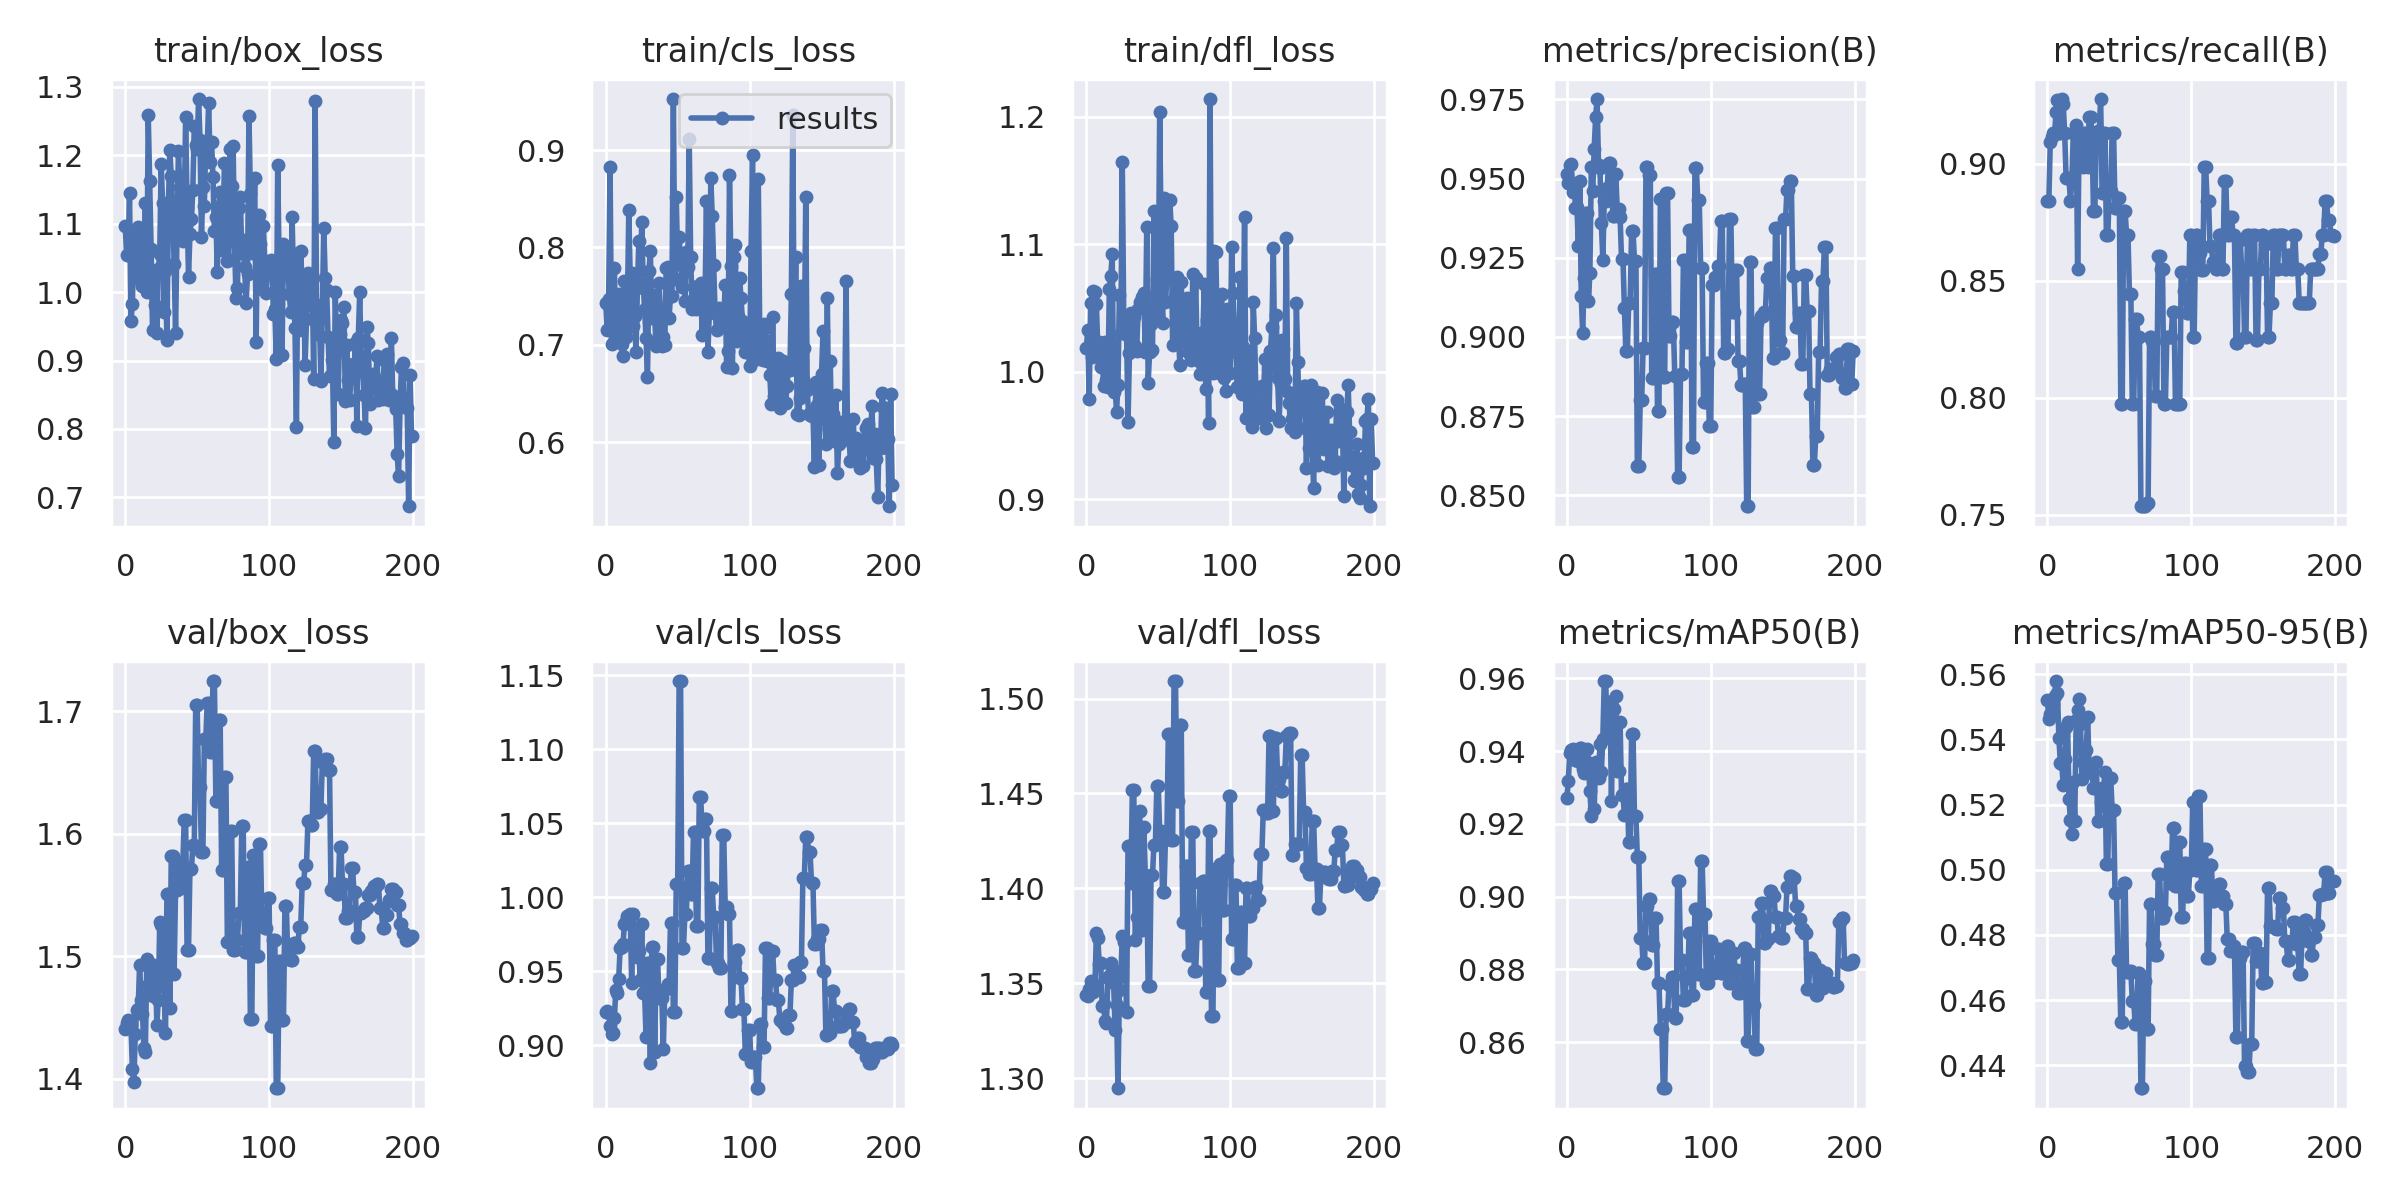 train/box_loss
train/cls_loss
train/dfl_loss
metrics/precision(B)
metrics/recall(B)
results
1.3
1.2
1.1
1.0
0.9
0.8
0.7
0 100 200
0.9
0.8
0.7
0.6
0 100 200
1.2
1.1
1.0
0.9
0 100 200
0.975
0.950
0.925
0.900
0.875
0.850
0 100 200
0.90
0.85
0.80
0.75
0 100 200
val/box_loss
val/cls_loss
val/dfl_loss
metrics/mAP50(B)
metrics/mAP50-95(B)
1.7
1.6
1.5
1.4
0 100 200
1.15
1.10
1.05
1.00
0.95
0.90
0 100 200
1.50
1.45
1.40
1.35
1.30
0 100 200
0.96
0.94
0.92
0.90
0.88
0.86
0 100 200
0.56
0.54
0.52
0.50
0.48
0.46
0.44
0 100 200